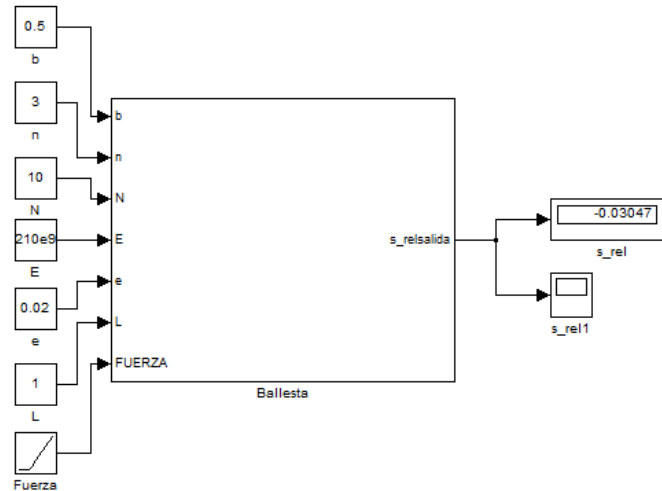 0.5
b
3
n
10
N
210e9
E
0.02
e
1
L
Fuerza
b
n
N
E
e
L
FUERZA
s_relsalida
Ballesta
-0.03047
s_rel
s_rel1